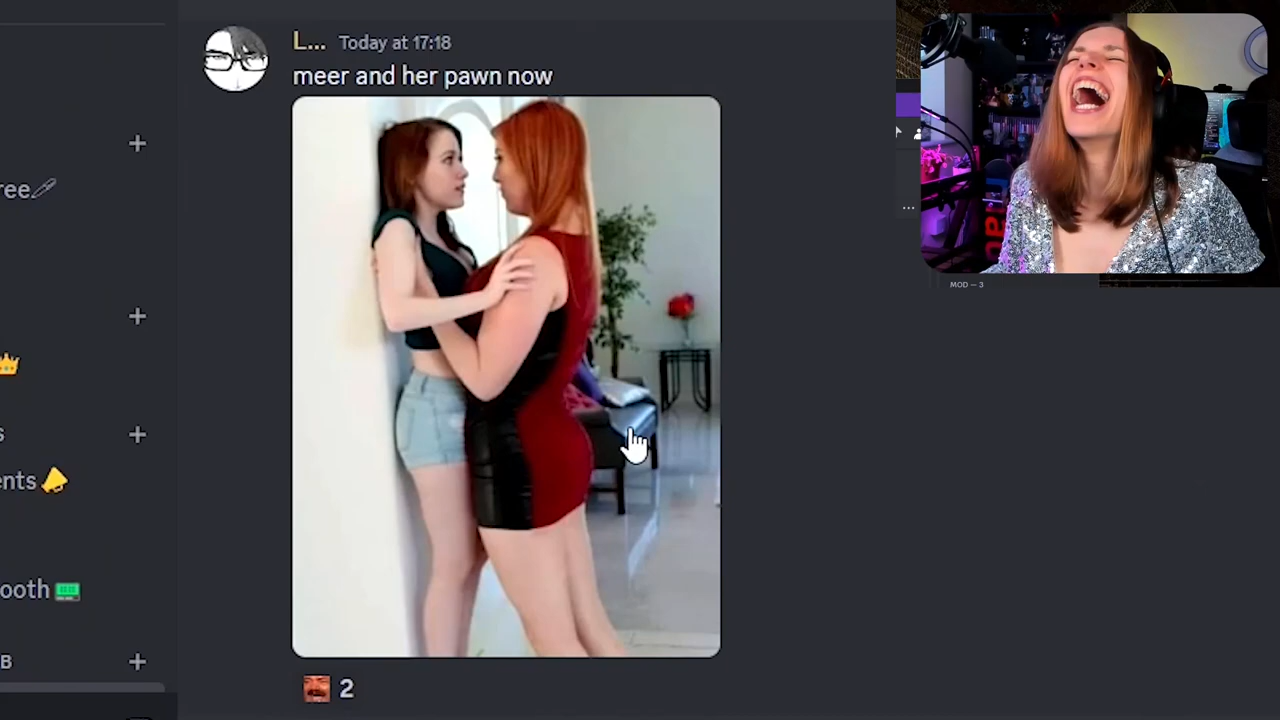 L... Today at 17:18
meer and her pawn now
ree
s
ents
ooth
B
2
...
MOD — 3